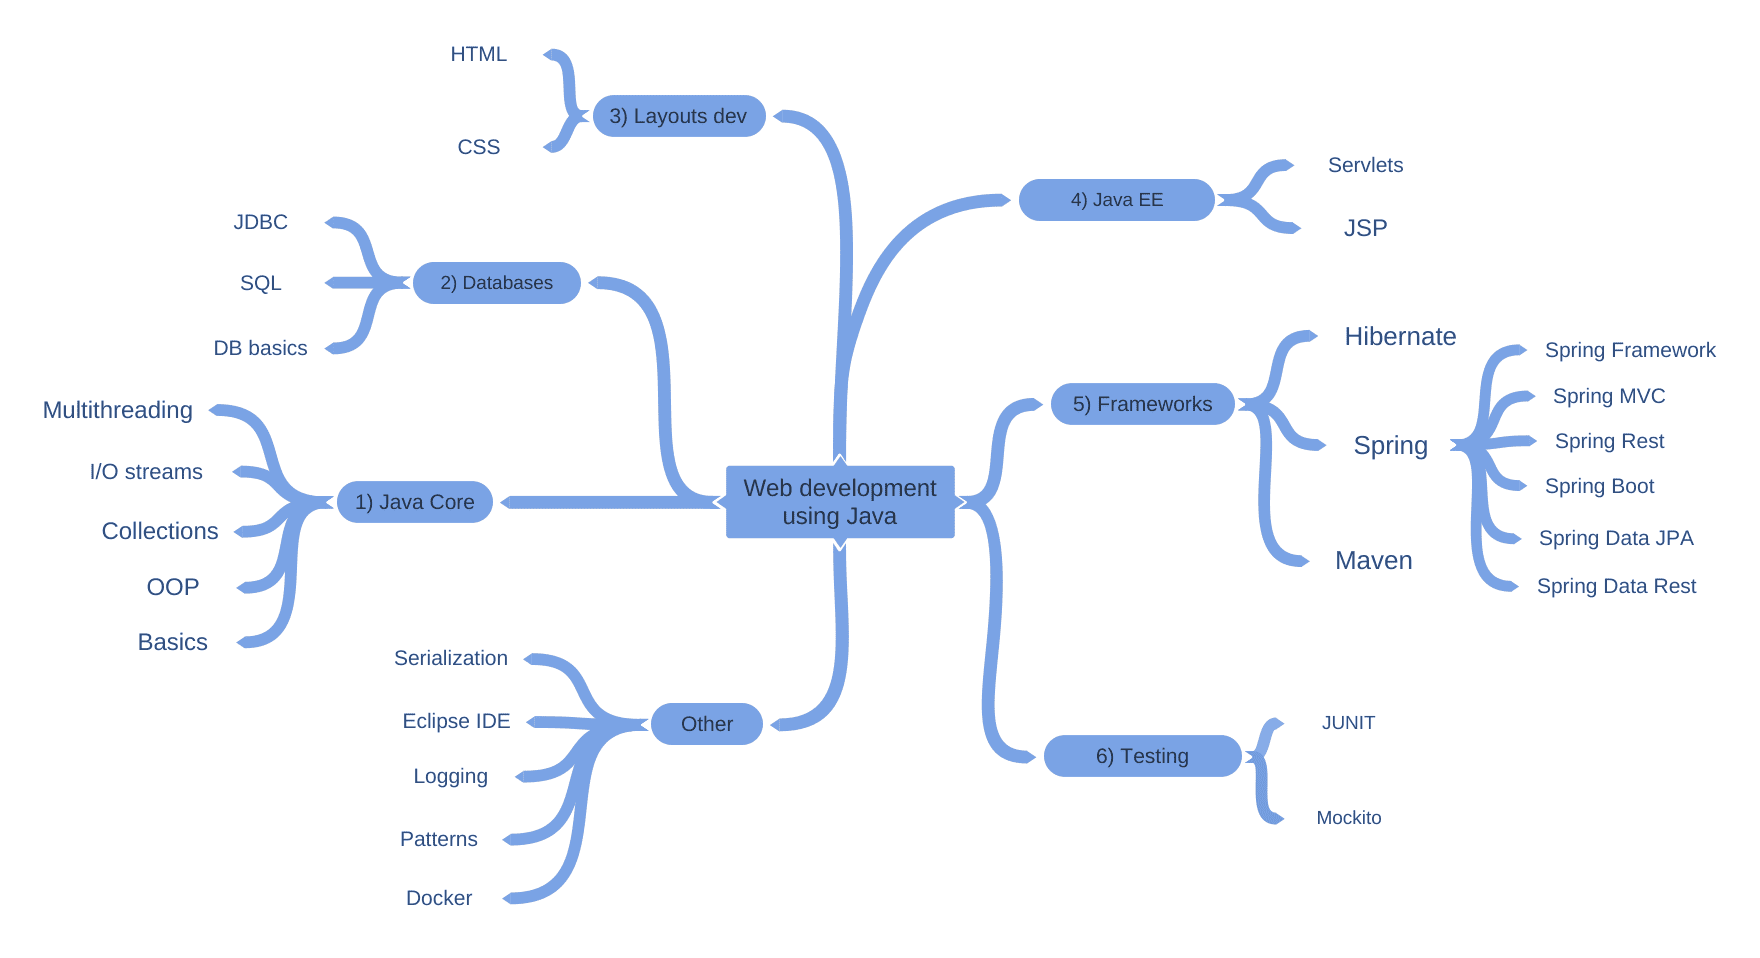 Web development
using Java
1) Java Core
Multithreading
I/O streams
Collections
OOP
Basics
2) Databases
JDBC
SQL
DB basics
3) Layouts dev
HTML
CSS
4) Java EE
Servlets
JSP
5) Frameworks
Hibernate
Spring
Spring Framework
Spring MVC
Spring Rest
Spring Boot
Spring Data JPA
Spring Data Rest
Maven
6) Testing
JUNIT
Mockito
Other
Serialization
Eclipse IDE
Logging
Patterns
Docker